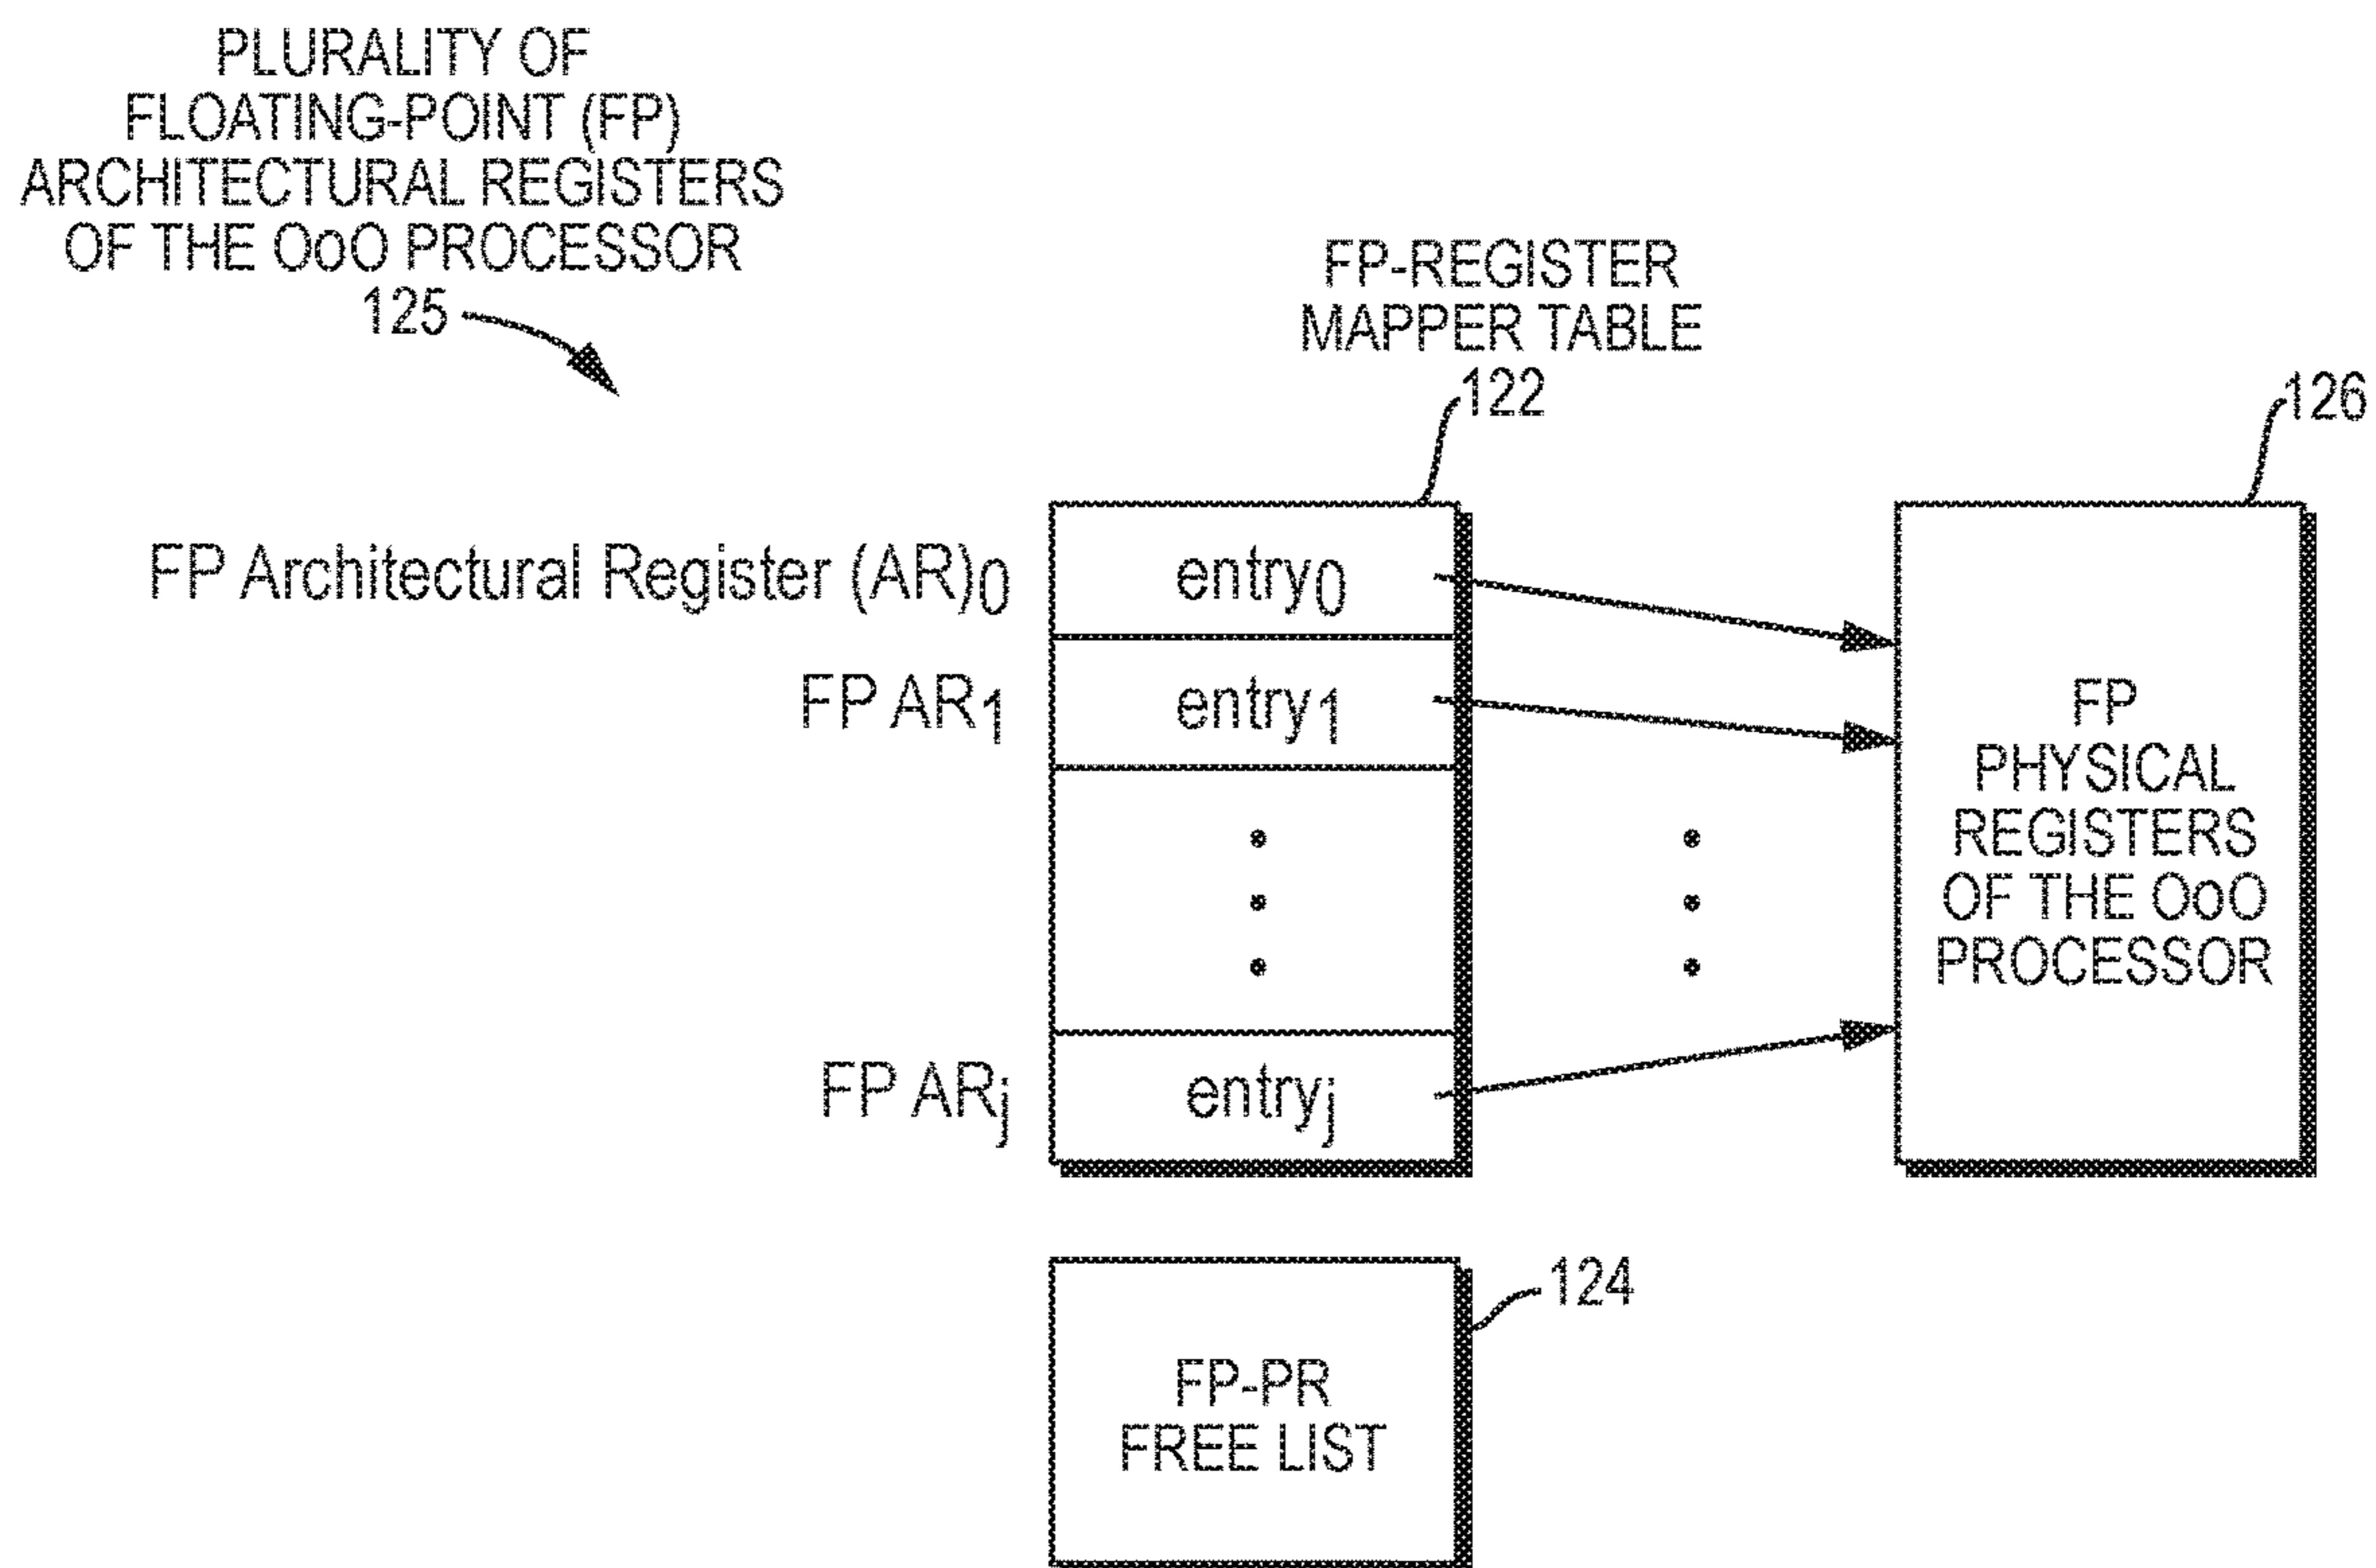 PLURALITY OF
FLOATING-POINT (FP)
ARCHITECTURAL REGISTERS
OF THE OoO PROCESSOR
125
FP-REGISTER
MAPPER TABLE
122
126
FP Architectural Register (AR)0
entry0
FP AR1
entry1
FP ARj
entryj
FP
PHYSICAL
REGISTERS
OF THE OoO
PROCESSOR
124
FP-PR
FREE LIST